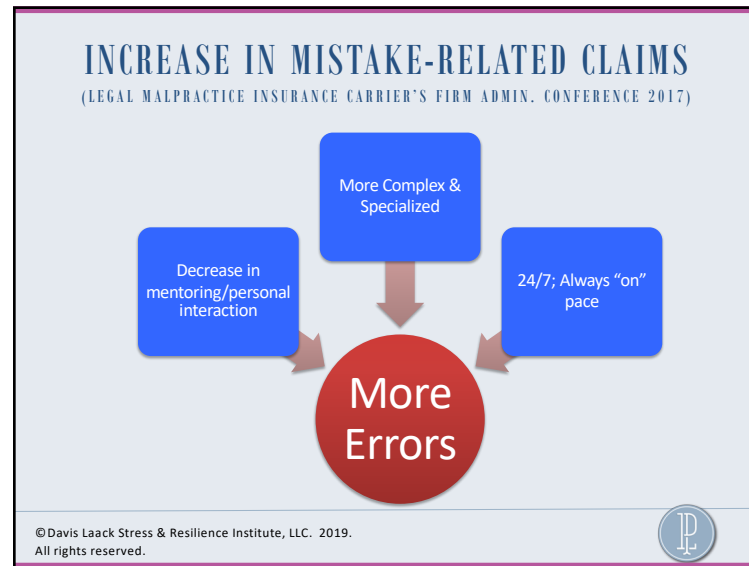 INCREASE IN MISTAKE-RELATED CLAIMS
(LEGAL MALPRACTICE INSURANCE CARRIER'S FIRM ADMIN. CONFERENCE 2017)
More Complex &
Specialized
Decrease in
mentoring/personal
interaction
24/7; Always “on”
pace
More
Errors
©Davis Laack Stress & Resilience Institute, LLC. 2019.
All rights reserved.
PL